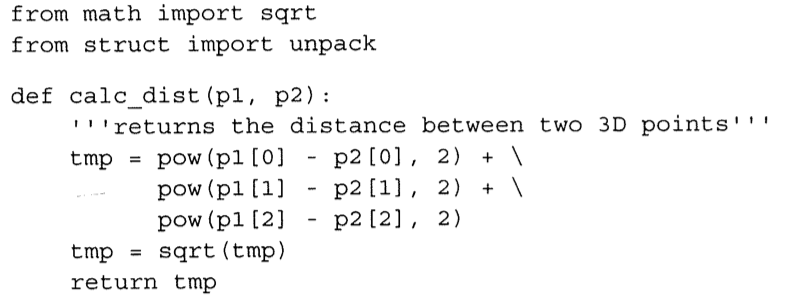 from math import sqrt
from struct import unpack
def calc_dist(p1, p2):
'''returns the distance between two 3D points'''
tmp = pow(p1[0] - p2[0], 2) + \
pow(p1[1] - p2[1], 2) + \
pow(p1[2] - p2[2], 2)
tmp = sqrt(tmp)
return tmp